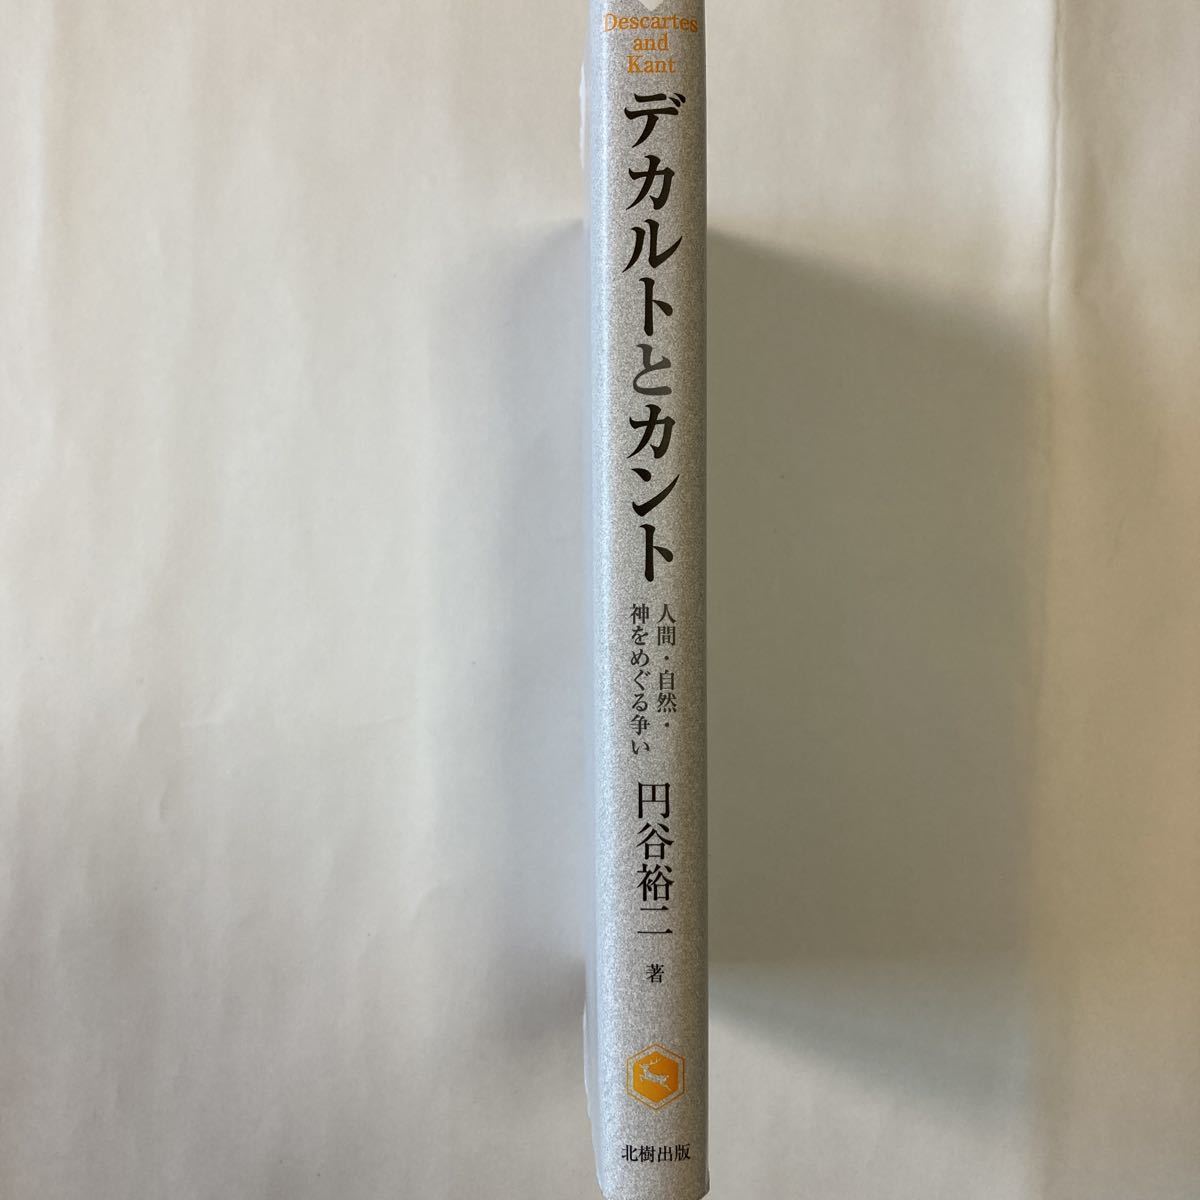 Descartes
and
Kant
デカルトとカント
人間・自然・
神をめぐる争い
円谷裕二
著
北樹出版